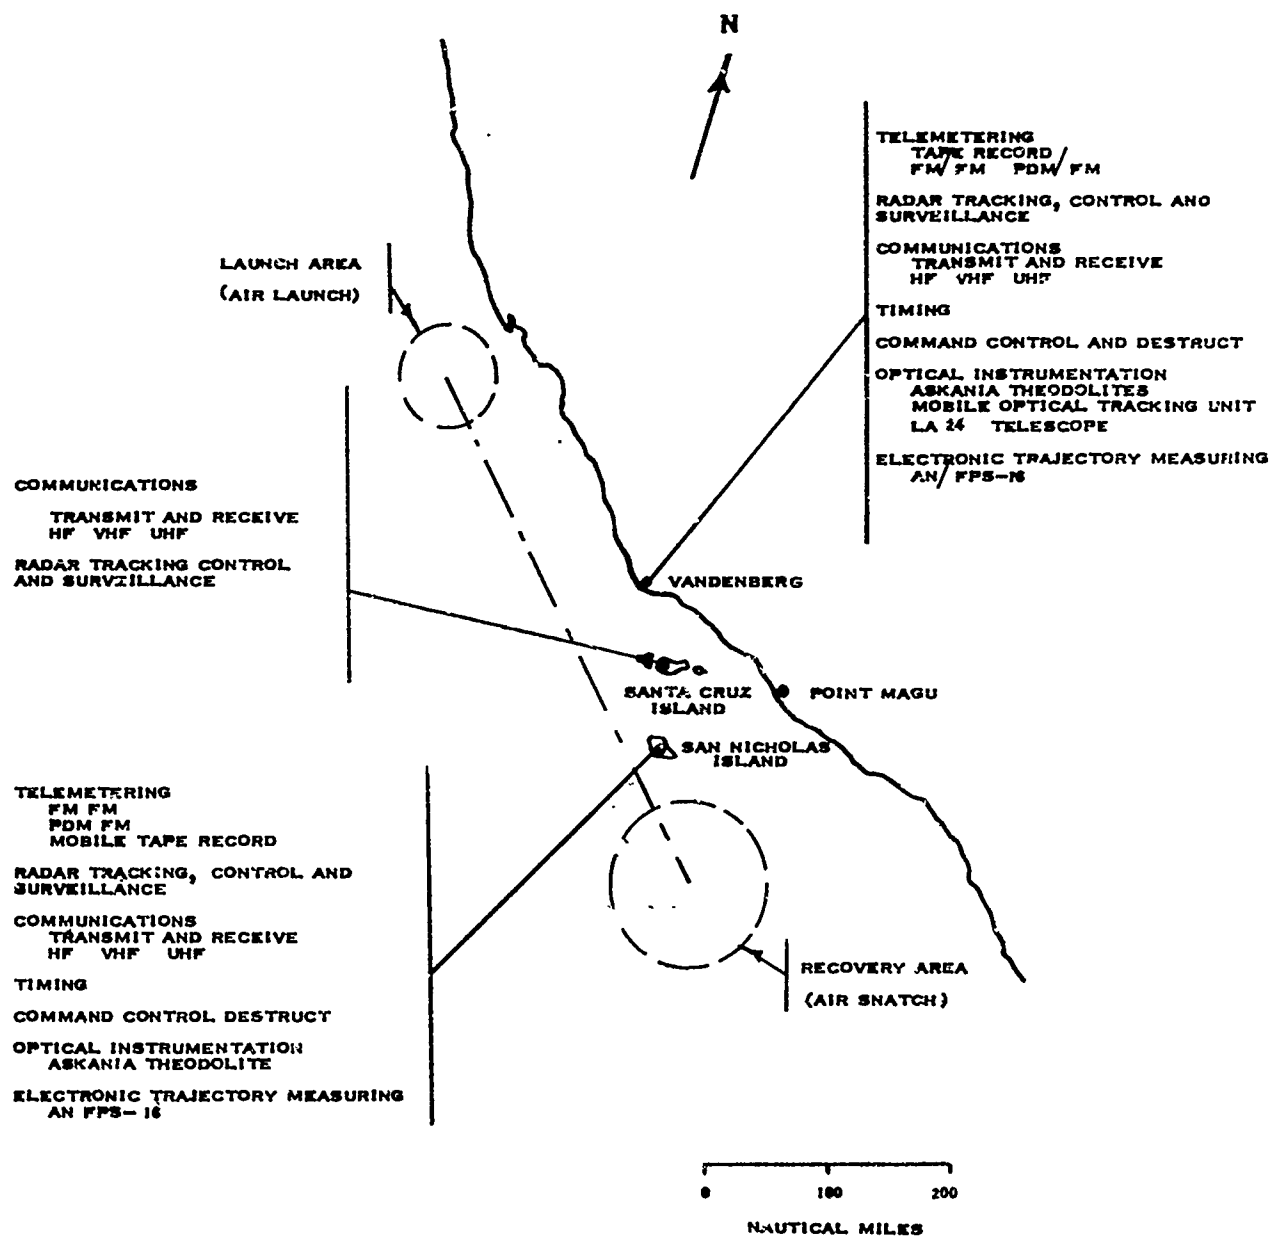 N
TELEMETERING
TAPE RECORD
FM/FM PDM/FM
RADAR TRACKING, CONTROL AND
SURVEILLANCE
COMMUNICATIONS
TRANSMIT AND RECEIVE
HF VHF UHF
TIMING
COMMAND CONTROL AND DESTRUCT
OPTICAL INSTRUMENTATION
ASKANIA THEODOLITES
MOBILE OPTICAL TRACKING UNIT
LA 24 TELESCOPE
ELECTRONIC TRAJECTORY MEASURING
AN/FPS-16
LAUNCH AREA
(AIR LAUNCH)
COMMUNICATIONS
TRANSMIT AND RECEIVE
HF VHF UHF
RADAR TRACKING CONTROL
AND SURVEILLANCE
VANDENBERG
SANTA CRUZ
ISLAND
POINT MAGU
SAN NICHOLAS
ISLAND
TELEMETERING
FM FM
PDM FM
MOBILE TAPE RECORD
RADAR TRACKING, CONTROL AND
SURVEILLANCE
COMMUNICATIONS
TRANSMIT AND RECEIVE
HF VHF UHF
TIMING
COMMAND CONTROL DESTRUCT
OPTICAL INSTRUMENTATION
ASKANIA THEODOLITE
ELECTRONIC TRAJECTORY MEASURING
AN FPS-16
RECOVERY AREA
(AIR SNATCH)
0 100 200
NAUTICAL MILES